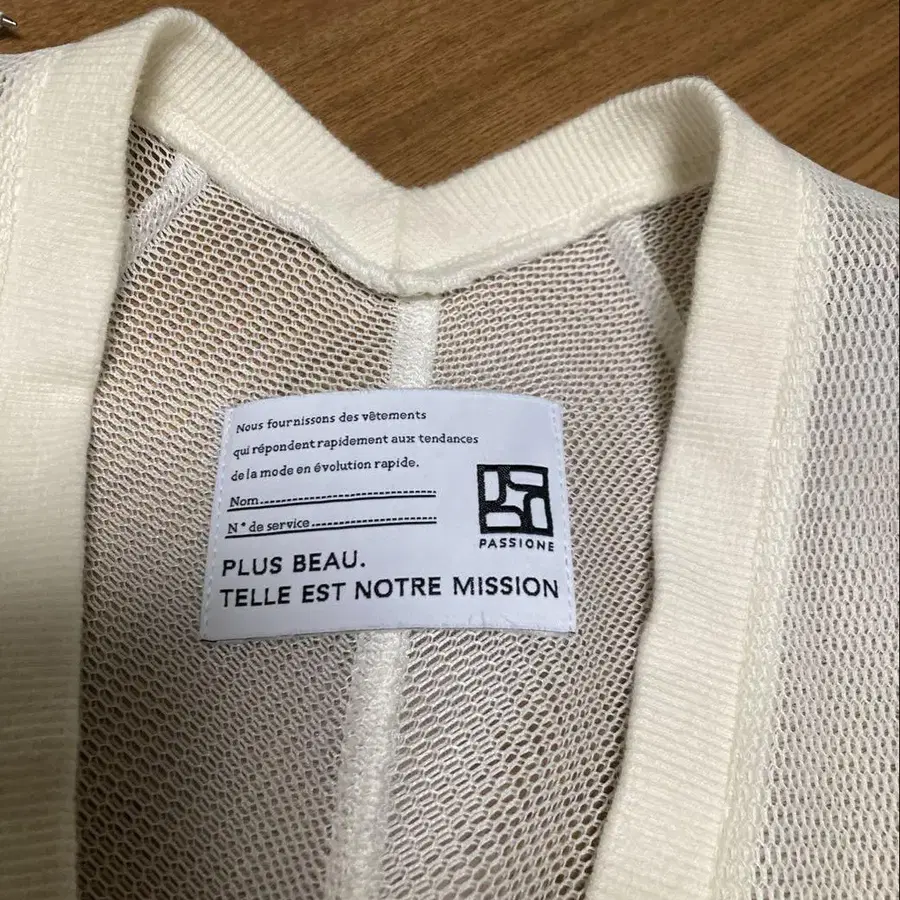 Nous fournissons des vêtements
qui répondent rapidement aux tendances
de la mode en évolution rapide.
Nom
N° de service
PASSIONE
PLUS BEAU.
TELLE EST NOTRE MISSION